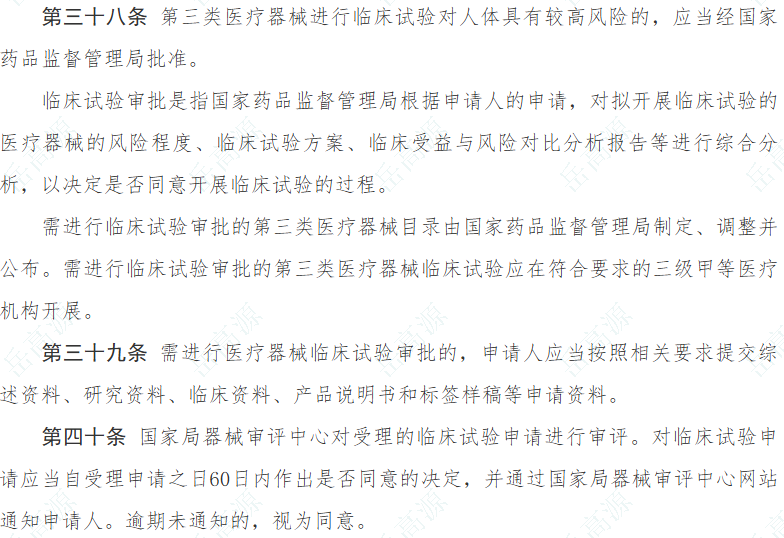 第三十八条 第三类医疗器械进行临床试验对人体具有较高风险的，应当经国家
药品监督管理局批准。
临床试验审批是指国家药品监督管理局根据申请人的申请，对拟开展临床试验的
医疗器械的风险程度、临床试验方案、临床受益与风险对比分析报告等进行综合分
析，以决定是否同意开展临床试验的过程。
需进行临床试验审批的第三类医疗器械目录由国家药品监督管理局制定、调整并
公布。需进行临床试验审批的第三类医疗器械临床试验应在符合要求的三级甲等医疗
机构开展。
第三十九条 需进行医疗器械临床试验审批的，申请人应当按照相关要求提交综
述资料、研究资料、临床资料、产品说明书和标签样稿等申请资料。
第四十条 国家局器械审评中心对受理的临床试验申请进行审评。对临床试验申
请应当自受理申请之日60日内作出是否同意的决定，并通过国家局器械审评中心网站
通知申请人。逾期未通知的，视为同意。